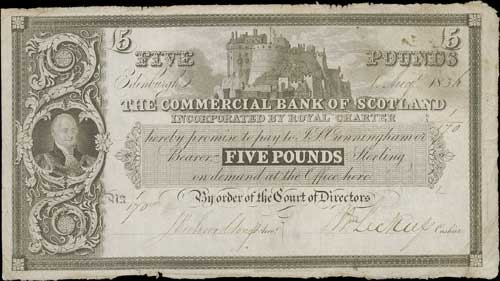 5 5
FIVE POUNDS
Edinburgh 1 Augt. 1834
THE COMMERCIAL BANK OF SCOTLAND
INCORPORATED BY ROYAL CHARTER
hereby promise to pay to
Bearer FIVE POUNDS Sterling
on demand at the Office here
By order of the Court of Directors
No.
Cashier